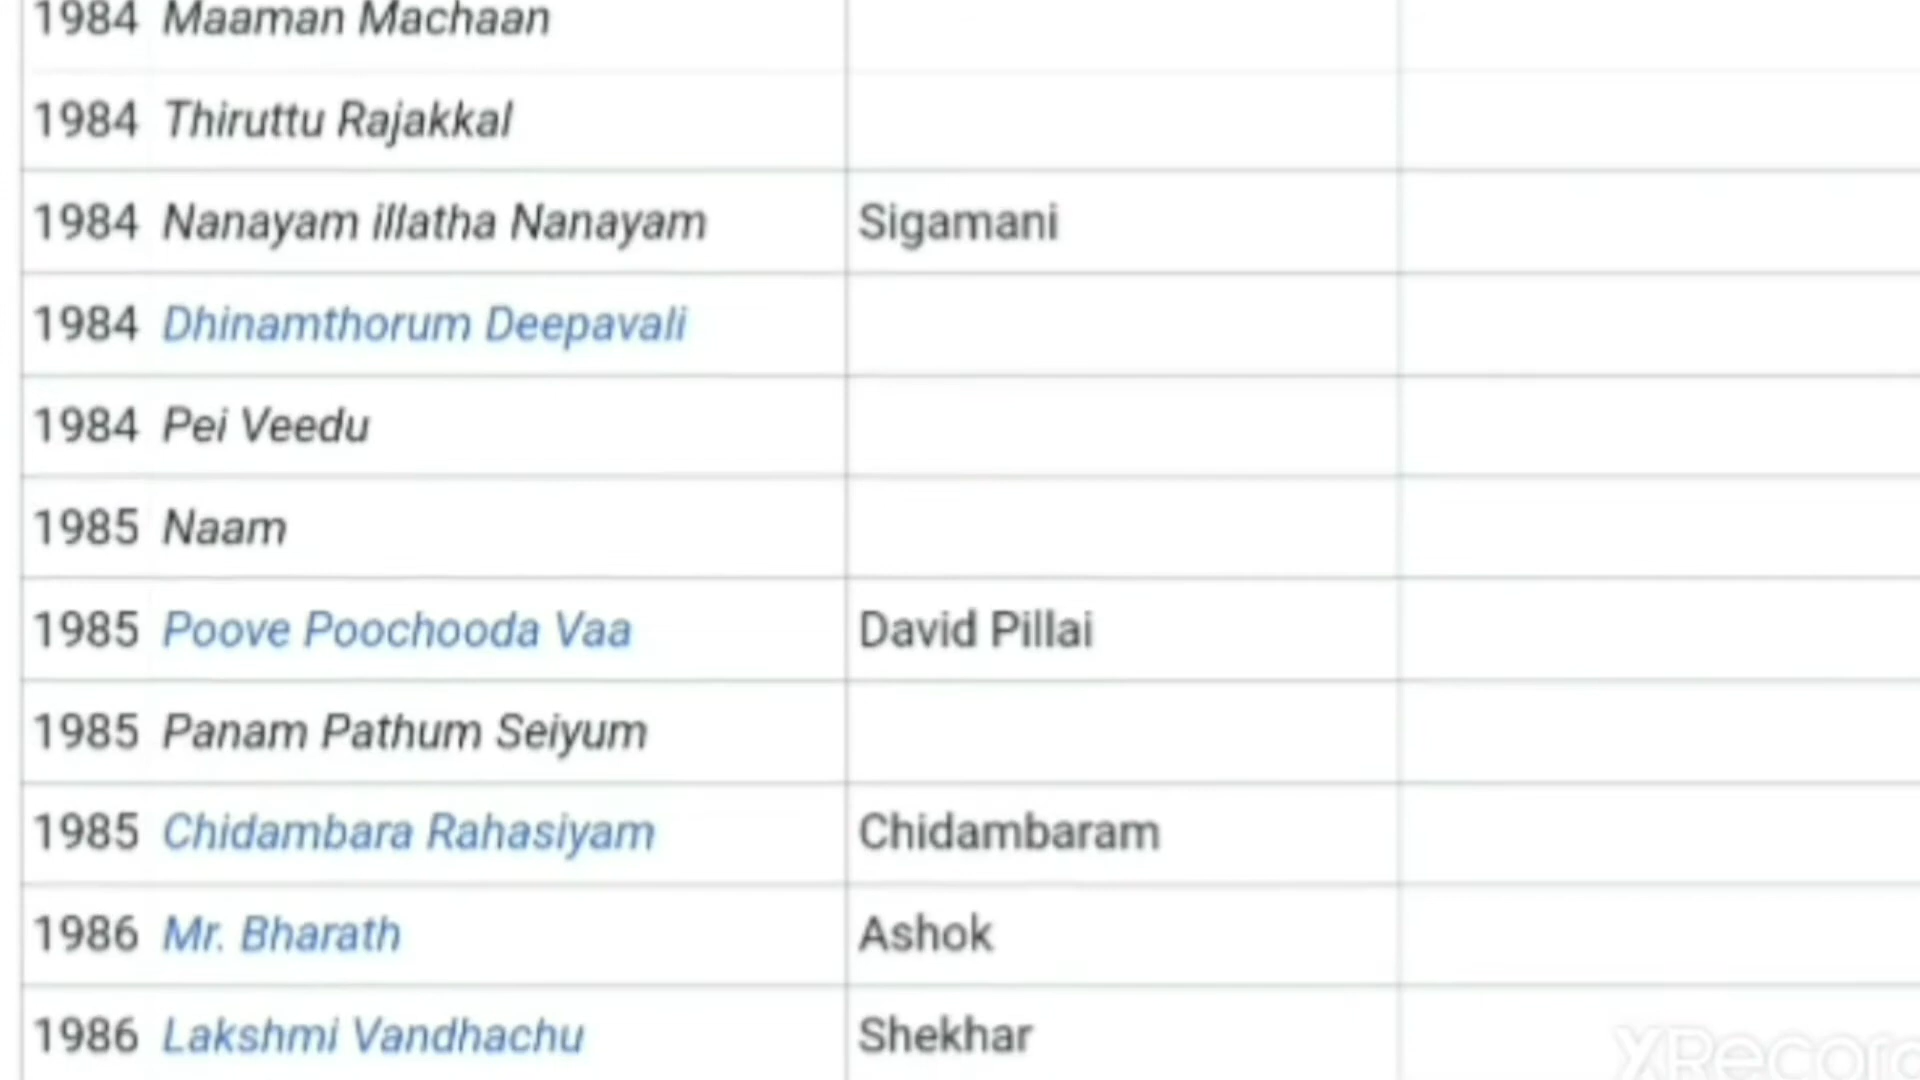 1984 Maaman Machaan
1984 Thiruttu Rajakkal
1984 Nanayam illatha Nanayam Sigamani
1984 Dhinamthorum Deepavali
1984 Pei Veedu
1985 Naam
1985 Poove Poochooda Vaa David Pillai
1985 Panam Pathum Seiyum
1985 Chidambara Rahasiyam Chidambaram
1986 Mr. Bharath Ashok
1986 Lakshmi Vandhachu Shekhar